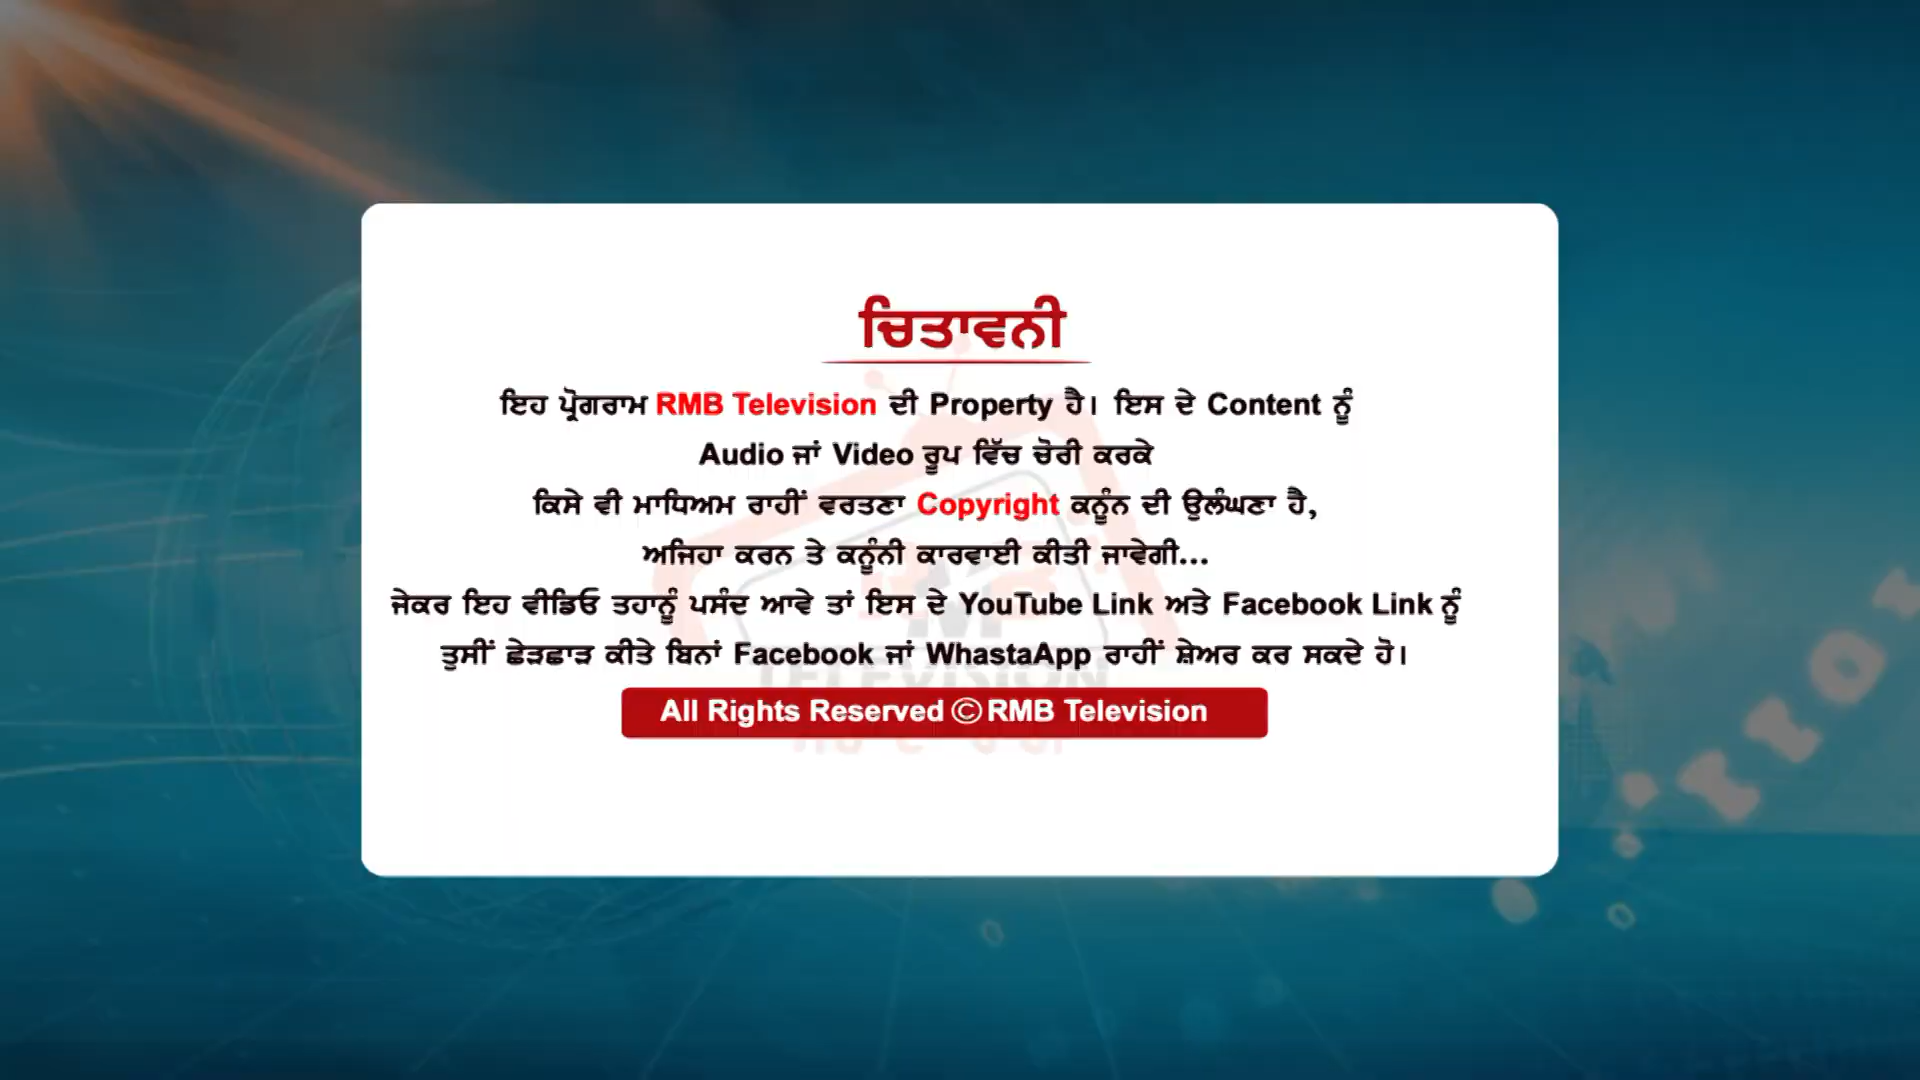 ਚਿਤਾਵਨੀ
ਇਹ ਪ੍ਰੋਗਰਾਮ RMB Television ਦੀ Property ਹੈ। ਇਸ ਦੇ Content ਨੂੰ
Audio ਜਾਂ Video ਰੂਪ ਵਿੱਚ ਚੋਰੀ ਕਰਕੇ
ਕਿਸੇ ਵੀ ਮਾਧਿਅਮ ਰਾਹੀਂ ਵਰਤਣਾ Copyright ਕਨੂੰਨ ਦੀ ਉਲੰਘਣਾ ਹੈ,
ਅਜਿਹਾ ਕਰਨ ਤੇ ਕਨੂੰਨੀ ਕਾਰਵਾਈ ਕੀਤੀ ਜਾਵੇਗੀ...
ਜੇਕਰ ਇਹ ਵੀਡਿਓ ਤਹਾਨੂੰ ਪਸੰਦ ਆਵੇ ਤਾਂ ਇਸ ਦੇ YouTube Link ਅਤੇ Facebook Link ਨੂੰ
ਤੁਸੀਂ ਛੇੜਛਾੜ ਕੀਤੇ ਬਿਨਾਂ Facebook ਜਾਂ WhastaApp ਰਾਹੀਂ ਸ਼ੇਅਰ ਕਰ ਸਕਦੇ ਹੋ।
TELEVISION
All Rights Reserved © RMB Television